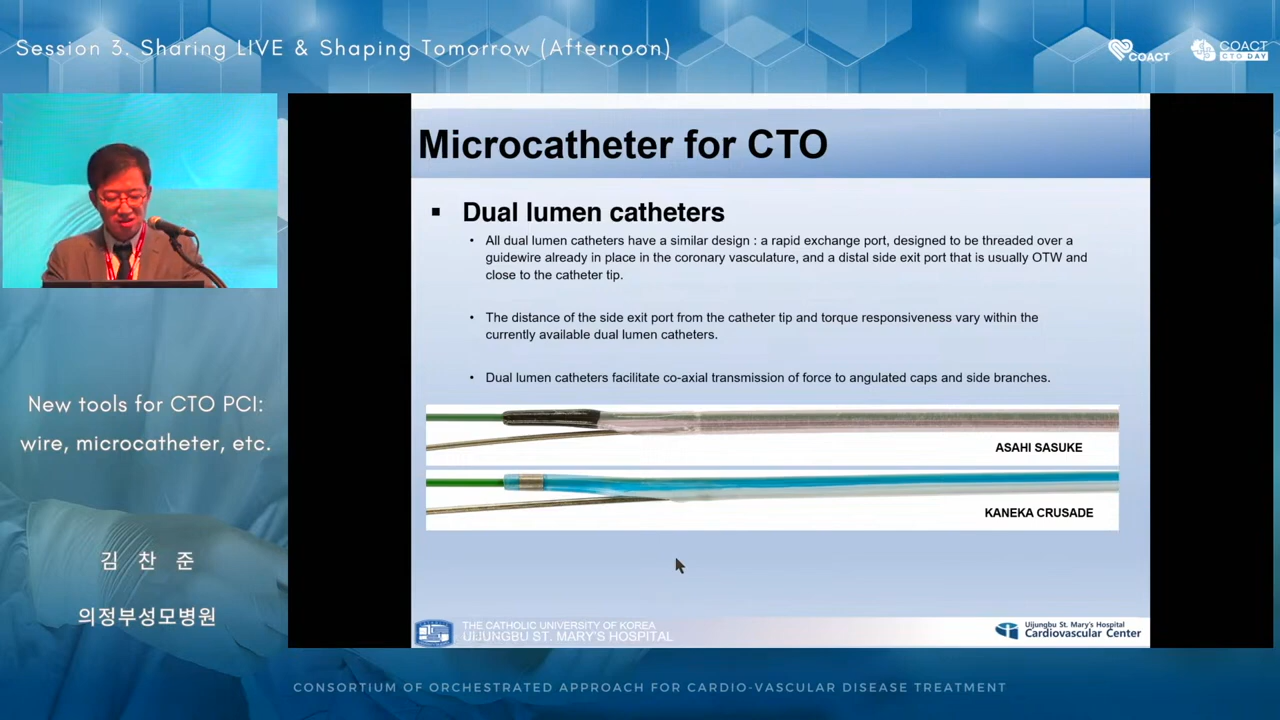 Session 3. Sharing LIVE & Shaping Tomorrow (Afternoon)
COACT
COACT
CTO DAY
Microcatheter for CTO
▪ Dual lumen catheters
• All dual lumen catheters have a similar design : a rapid exchange port, designed to be threaded over a
guidewire already in place in the coronary vasculature, and a distal side exit port that is usually OTW and
close to the catheter tip.
• The distance of the side exit port from the catheter tip and torque responsiveness vary within the
currently available dual lumen catheters.
• Dual lumen catheters facilitate co-axial transmission of force to angulated caps and side branches.
ASAHI SASUKE
KANEKA CRUSADE
New tools for CTO PCI:
wire, microcatheter, etc.
김 찬 준
의정부성모병원
THE CATHOLIC UNIVERSITY OF KOREA
UIJUNGBU ST. MARY'S HOSPITAL
Uijungbu St. Mary's Hospital
Cardiovascular Center
CONSORTIUM OF ORCHESTRATED APPROACH FOR CARDIO-VASCULAR DISEASE TREATMENT